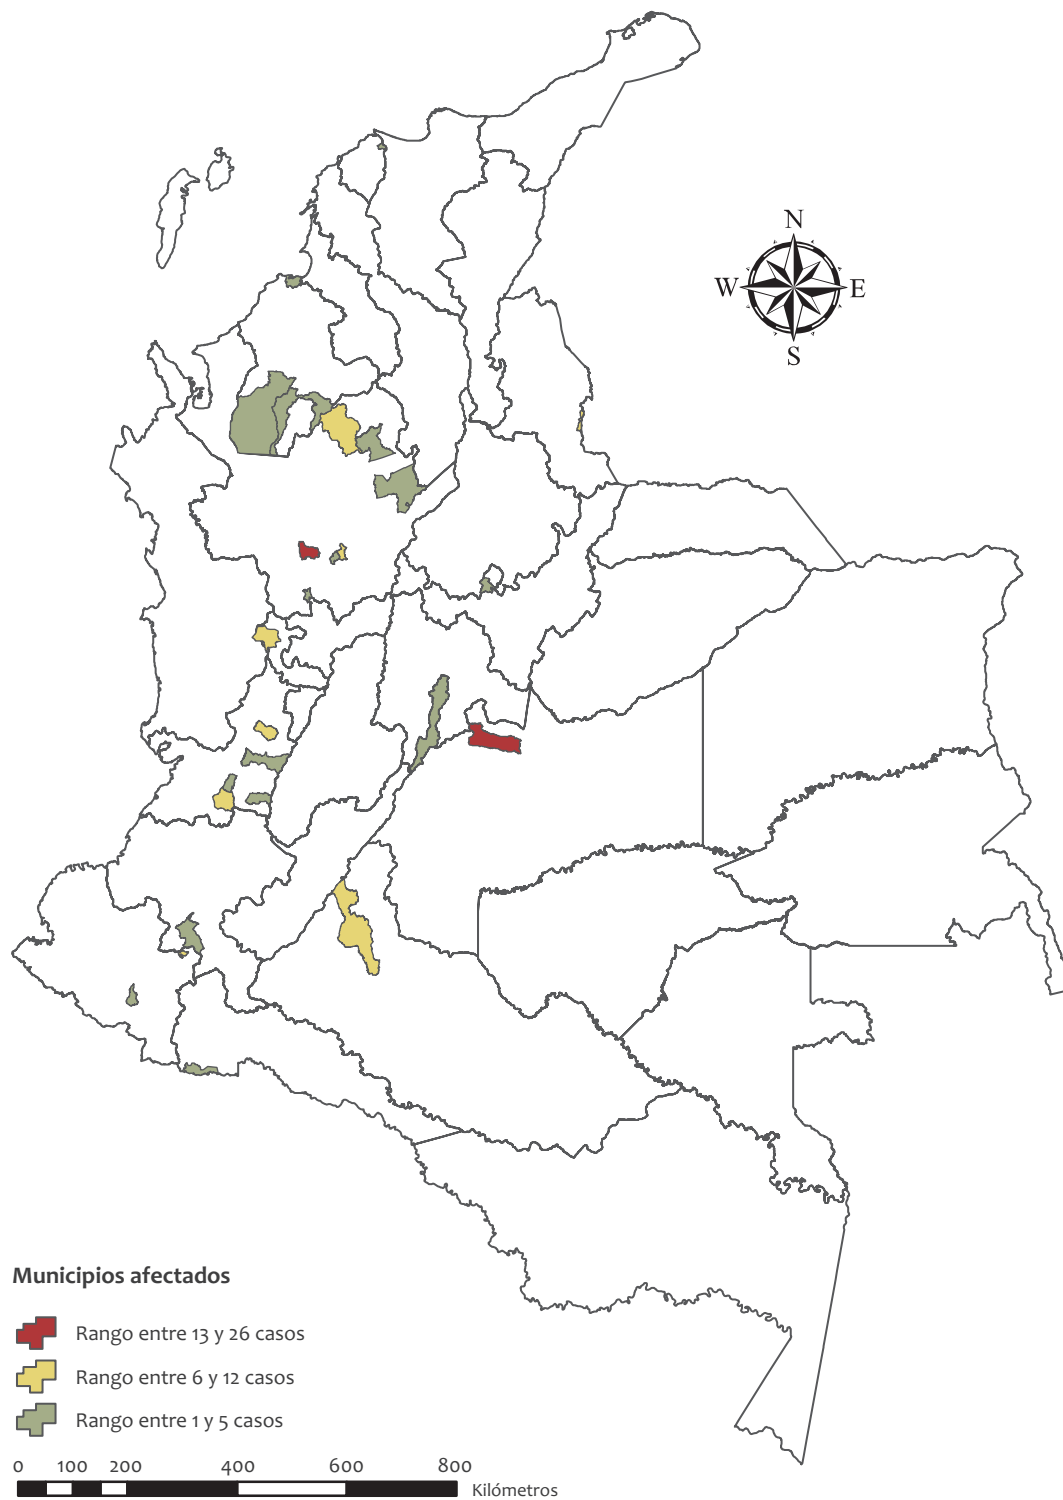 N
W E
S
Municipios afectados
Rango entre 13 y 26 casos
Rango entre 6 y 12 casos
Rango entre 1 y 5 casos
0 100 200 400 600 800
Kilómetros